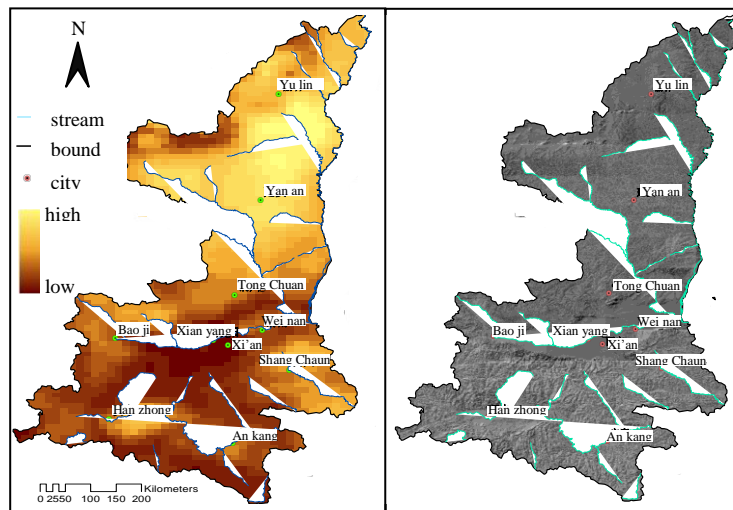 N
stream
bound
city
high
low
Yu lin
Yan an
Tong Chuan
Wei nan
Bao ji
Xian yang
Xi'an
Shang Chaun
Han zhong
An kang
0 2550 100 150 200
Kilometers
Yu lin
Yan an
Tong Chuan
Wei nan
Bao ji
Xian yang
Xi'an
Shang Chaun
Han zhong
An kang